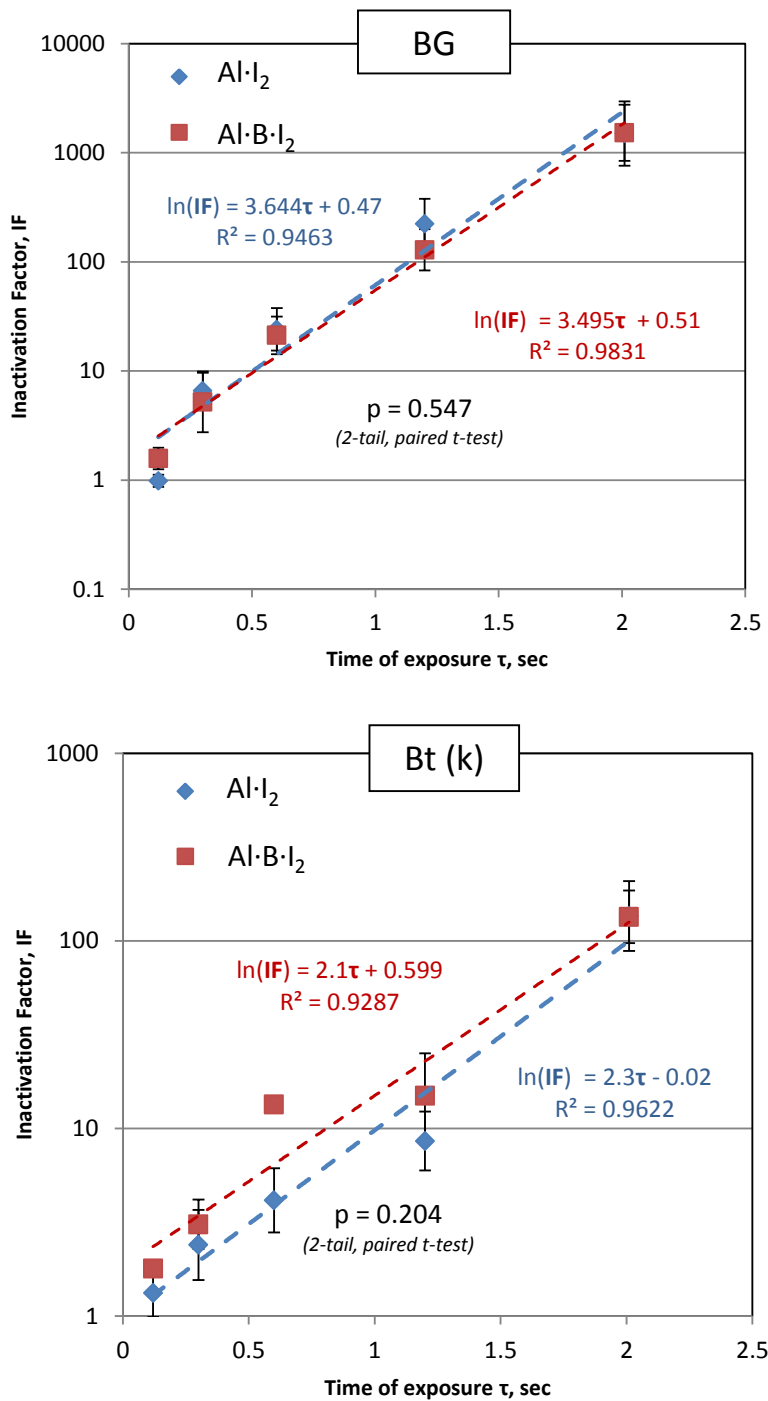 BG
Al·I₂
Al·B·I₂
10000
1000
100
10
1
0.1
Inactivation Factor, IF
ln(IF) = 3.644τ + 0.47
R² = 0.9463
ln(IF) = 3.495τ + 0.51
R² = 0.9831
p = 0.547
(2-tail, paired t-test)
0 0.5 1 1.5 2 2.5
Time of exposure τ, sec
Bt (k)
Al·I₂
Al·B·I₂
1000
100
10
1
Inactivation Factor, IF
ln(IF) = 2.1τ + 0.599
R² = 0.9287
ln(IF) = 2.3τ - 0.02
R² = 0.9622
p = 0.204
(2-tail, paired t-test)
0 0.5 1 1.5 2 2.5
Time of exposure τ, sec